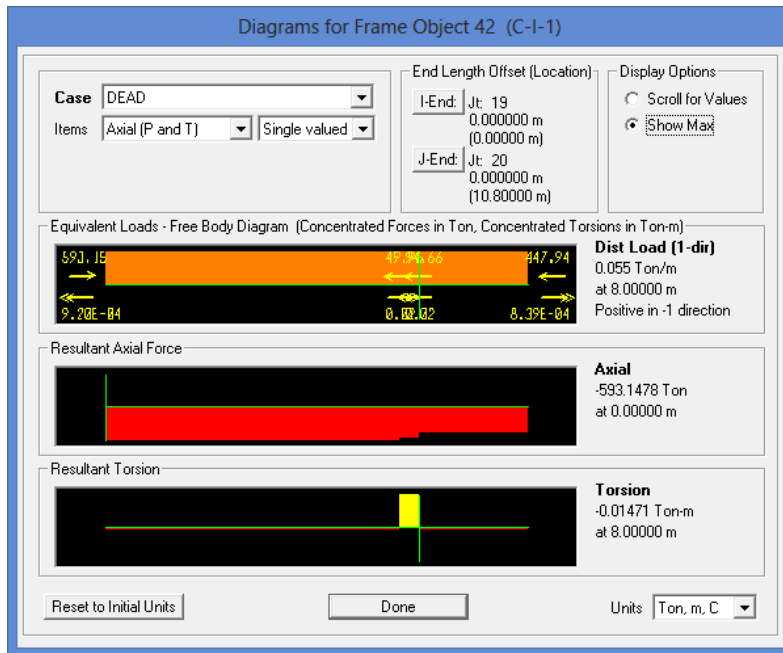 Diagrams for Frame Object 42 (C-I-1)
Case DEAD
Items Axial (P and T) Single valued
End Length Offset (Location)
I-End: Jt: 19
0.000000 m
(0.00000 m)
J-End: Jt: 20
0.000000 m
(10.80000 m)
Display Options
Scroll for Values
Show Max
Equivalent Loads - Free Body Diagram (Concentrated Forces in Ton, Concentrated Torsions in Ton-m)
593.15 447.94
9.20E-04 8.39E-04
Dist Load (1-dir)
0.055 Ton/m
at 8.00000 m
Positive in -1 direction
Resultant Axial Force
Axial
-593.1478 Ton
at 0.00000 m
Resultant Torsion
Torsion
-0.01471 Ton-m
at 8.00000 m
Reset to Initial Units
Done
Units Ton, m, C